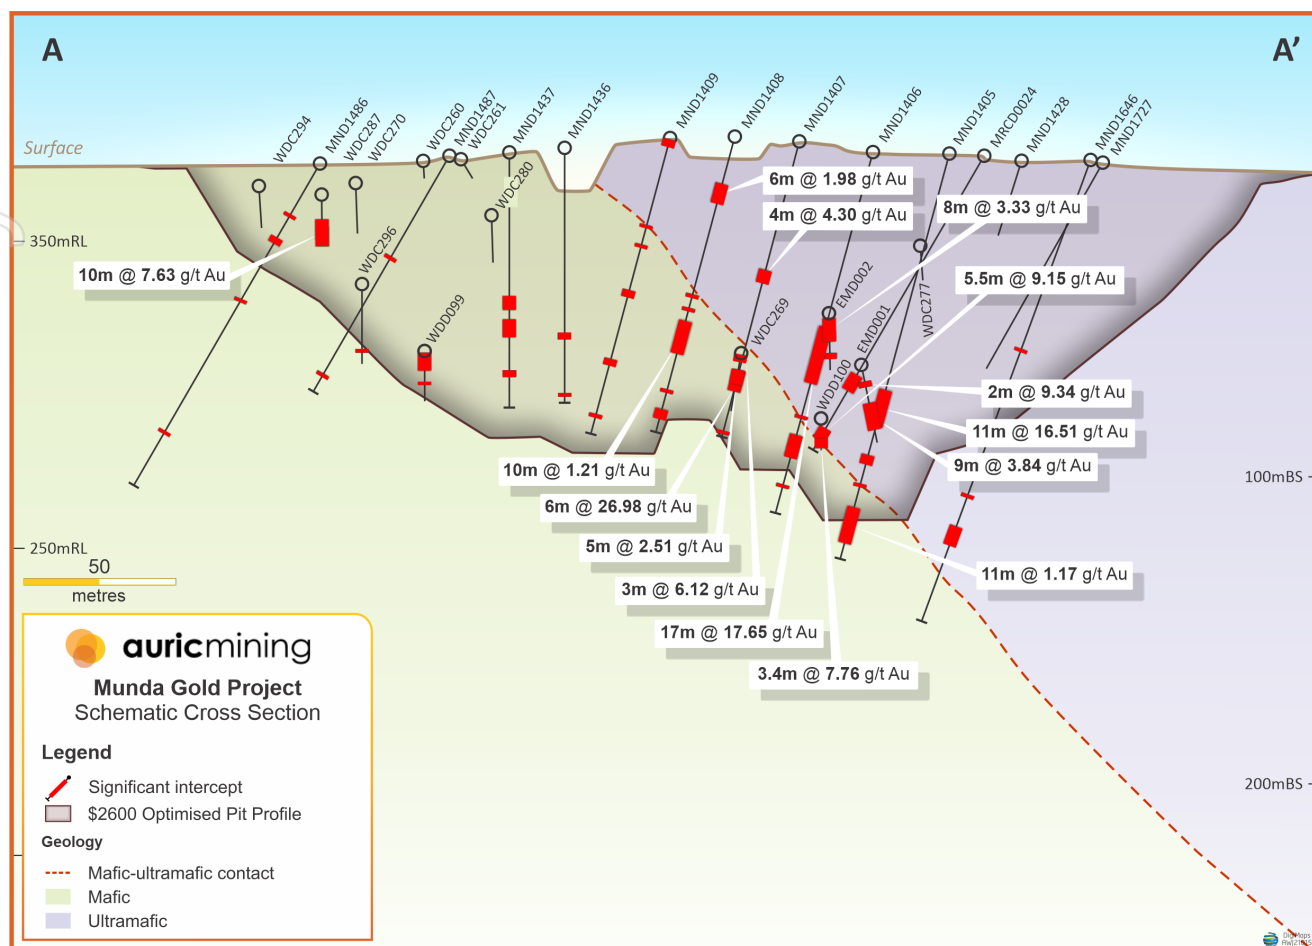 A
A’
Surface
WDC294
MND1486
WDC287
WDC270
WDC260
MND1487
WDC261
MND1437
MND1436
MND1409
MND1408
MND1407
MND1406
MND1405
MRCD0024
MND1428
MND1646
MND1727
WDC280
WDC296
WDD099
WDC269
EMD002
EMD001
WDD100
WDC277
350mRL
250mRL
100mBS
200mBS
10m @ 7.63 g/t Au
6m @ 1.98 g/t Au
4m @ 4.30 g/t Au
8m @ 3.33 g/t Au
5.5m @ 9.15 g/t Au
2m @ 9.34 g/t Au
11m @ 16.51 g/t Au
9m @ 3.84 g/t Au
10m @ 1.21 g/t Au
6m @ 26.98 g/t Au
5m @ 2.51 g/t Au
3m @ 6.12 g/t Au
17m @ 17.65 g/t Au
3.4m @ 7.76 g/t Au
11m @ 1.17 g/t Au
50
metres
auricmining
Munda Gold Project
Schematic Cross Section
Legend
Significant intercept
$2600 Optimised Pit Profile
Geology
Mafic-ultramafic contact
Mafic
Ultramafic